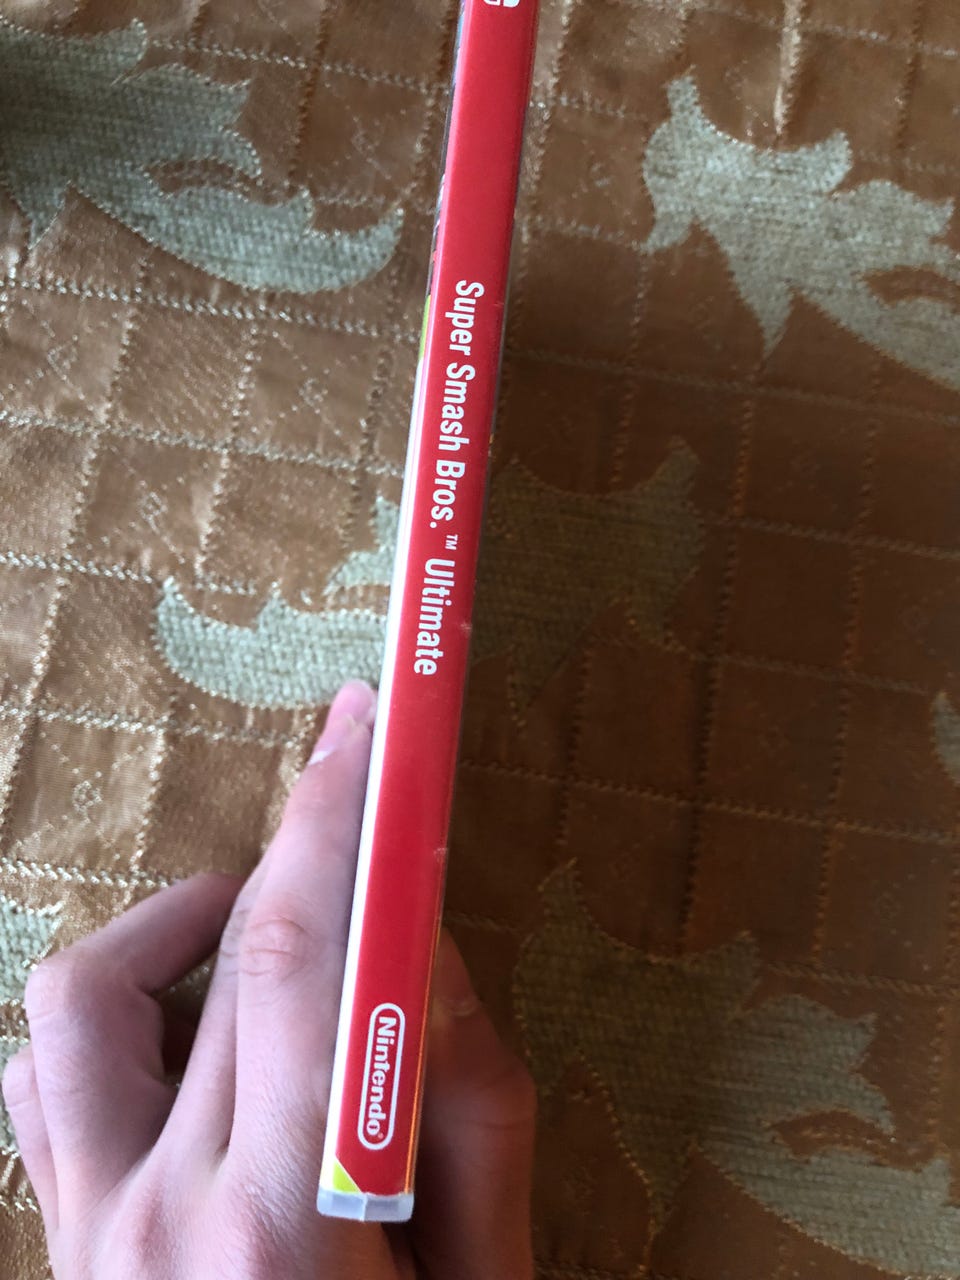 Super Smash Bros.™ Ultimate
Nintendo®